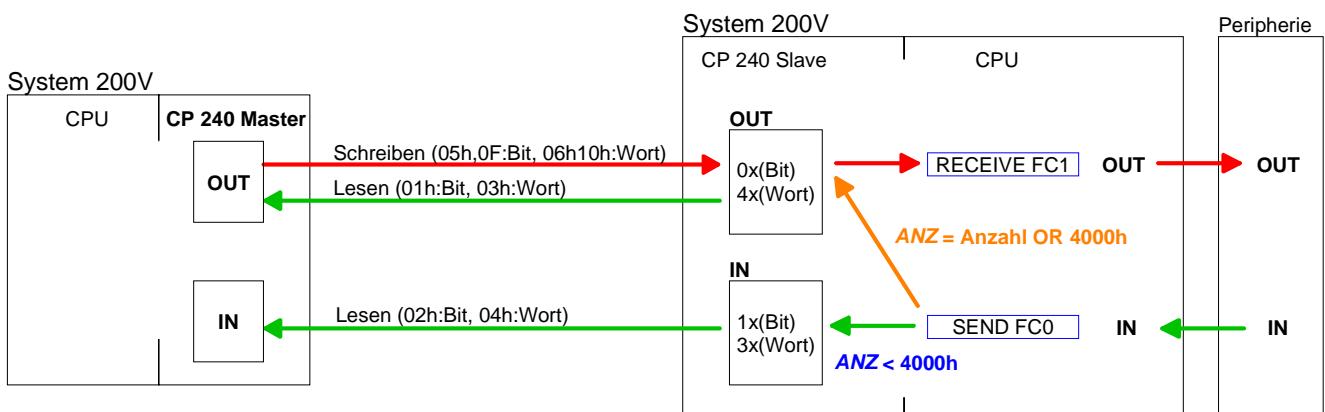 System 200V
CPU
CP 240 Master
OUT
IN
Schreiben (05h,0F:Bit, 06h10h:Wort)
Lesen (01h:Bit, 03h:Wort)
Lesen (02h:Bit, 04h:Wort)
System 200V
CP 240 Slave
CPU
OUT
0x(Bit)
4x(Wort)
RECEIVE FC1
OUT
ANZ = Anzahl OR 4000h
IN
1x(Bit)
3x(Wort)
SEND FC0
IN
ANZ < 4000h
Peripherie
OUT
IN